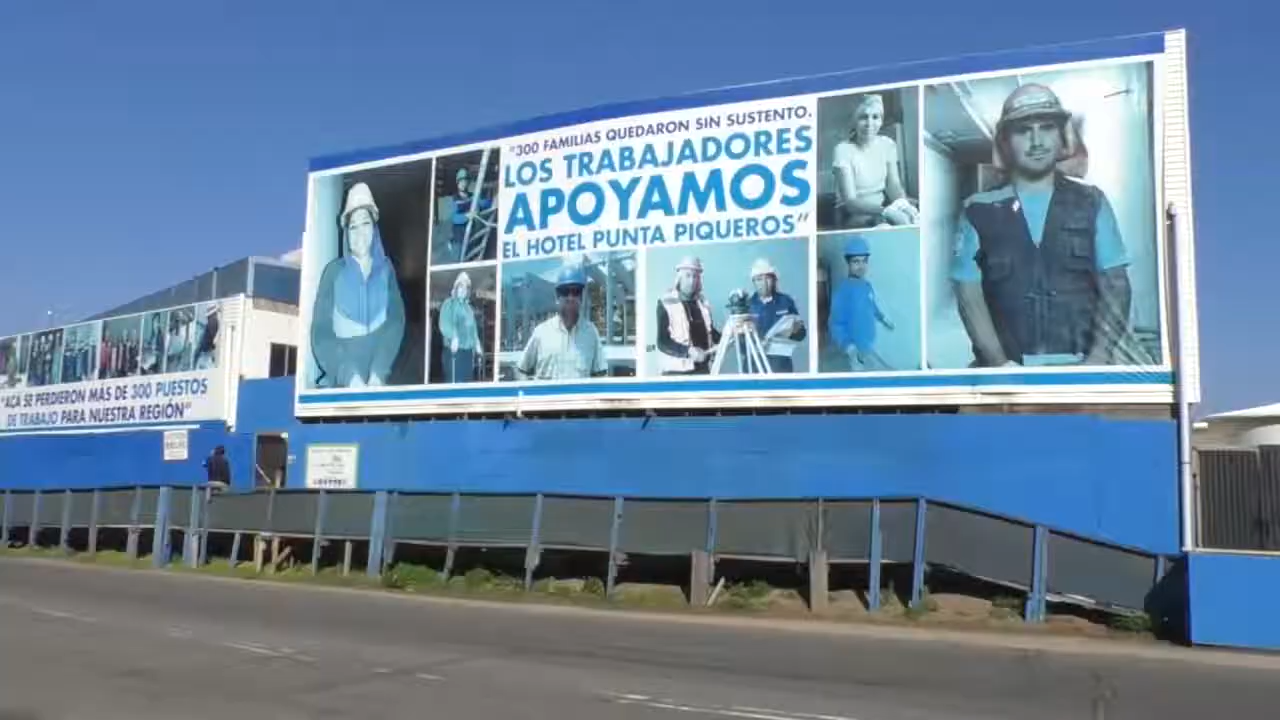 "300 FAMILIAS QUEDARON SIN SUSTENTO.
LOS TRABAJADORES
APOYAMOS
EL HOTEL PUNTA PIQUEROS"
"ACÁ SE PERDIERON MÁS DE 300 PUESTOS
DE TRABAJO PARA NUESTRA REGIÓN"